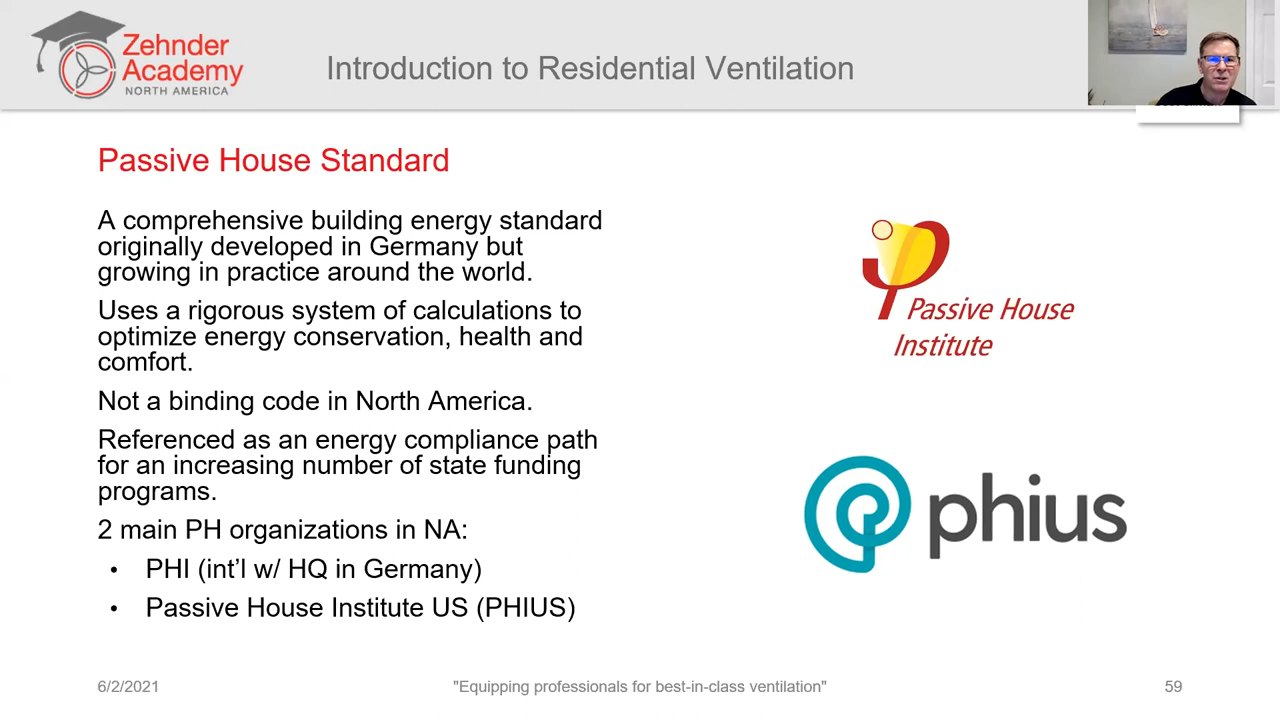 Zehnder
Academy
NORTH AMERICA
Introduction to Residential Ventilation
Passive House Standard
A comprehensive building energy standard
originally developed in Germany but
growing in practice around the world.
Uses a rigorous system of calculations to
optimize energy conservation, health and
comfort.
Not a binding code in North America.
Referenced as an energy compliance path
for an increasing number of state funding
programs.
2 main PH organizations in NA:
• PHI (int'l w/ HQ in Germany)
• Passive House Institute US (PHIUS)
Passive House
Institute
phius
6/2/2021
"Equipping professionals for best-in-class ventilation"
59